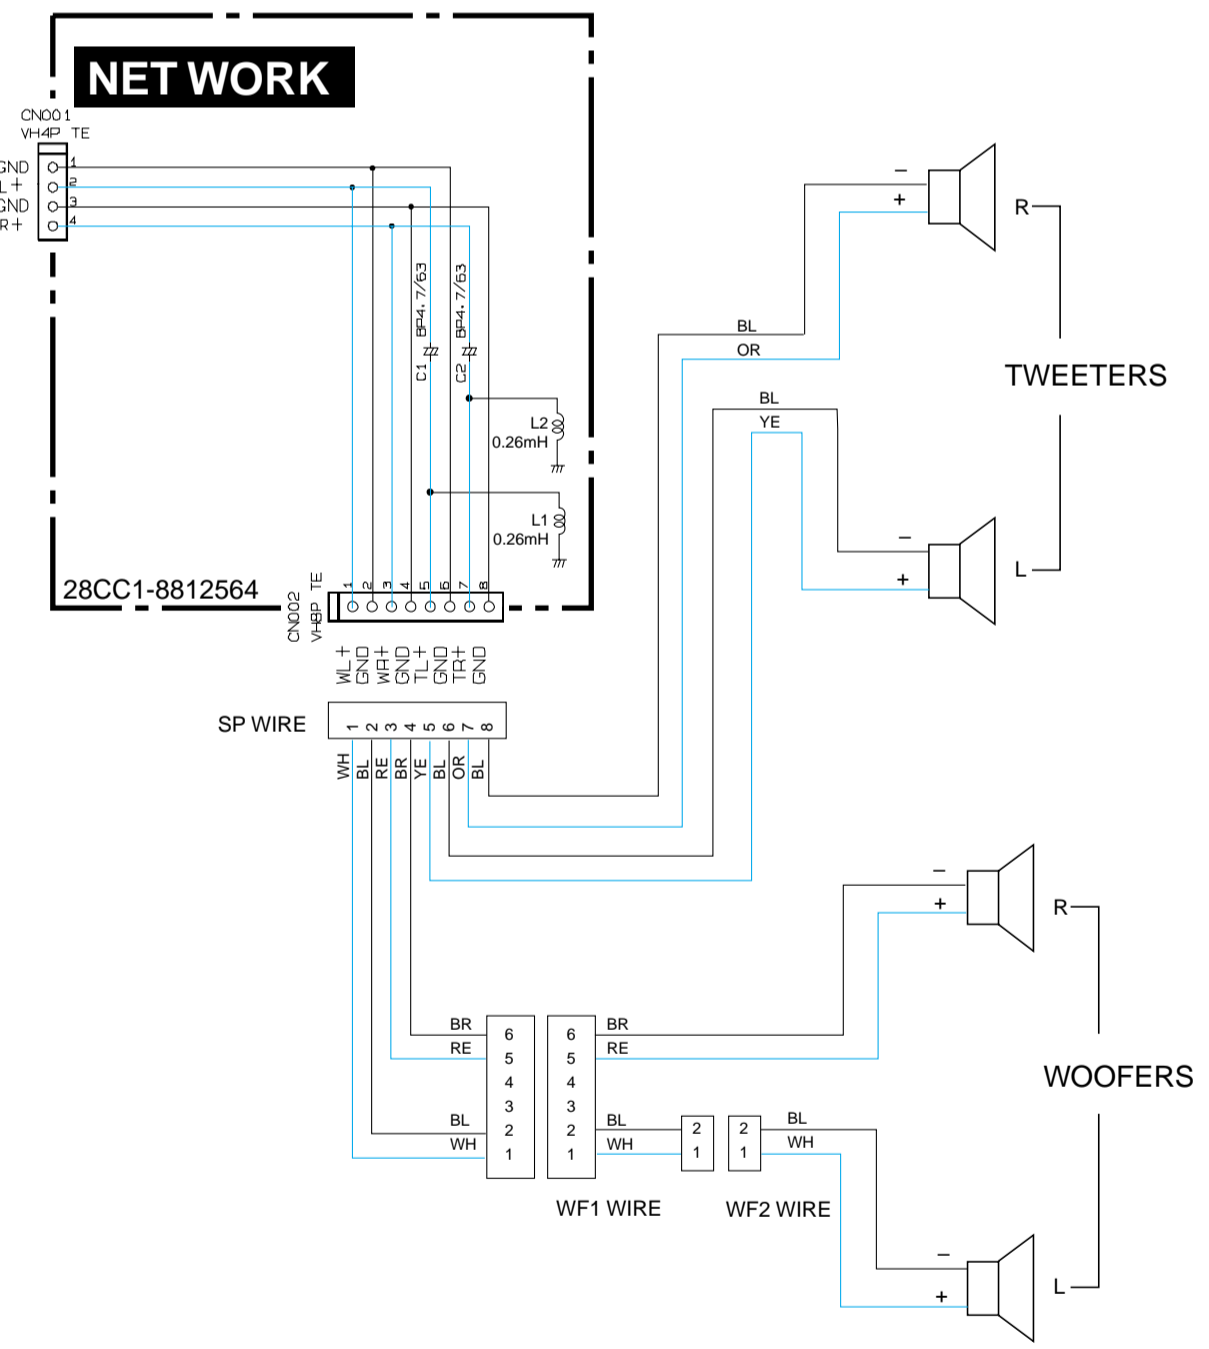 NET WORK
CN001
VH4P TE
GND 1
L+ 2
GND 3
R+ 4
BP4.7/63
BP4.7/63
C1
C2
L2
0.26mH
L1
0.26mH
28CC1-8812564
CN002
VH8P TE
1 2 3 4 5 6 7 8
WL+ GND WR+ GND TL+ GND TR+ GND
SP WIRE
1 2 3 4 5 6 7 8
WH BL RE BR YE BL OR BL
BL
OR
BL
YE
−
+
R
TWEETERS
−
+
L
−
+
R
WOOFERS
BR 6 6 BR
RE 5 5 RE
4 4
3 3
BL 2 2 BL 2 2 BL
WH 1 1 WH 1 1 WH
WF1 WIRE WF2 WIRE
−
+
L